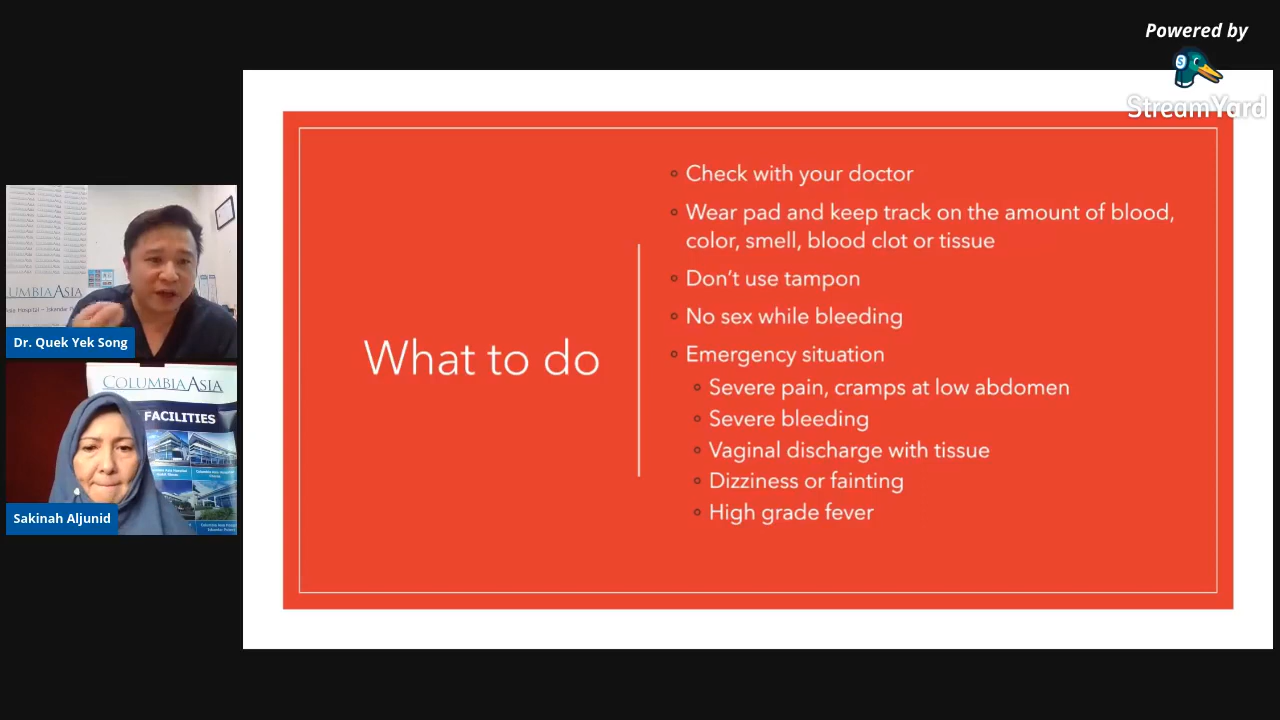 Powered by
StreamYard
What to do
Check with your doctor
Wear pad and keep track on the amount of blood,
color, smell, blood clot or tissue
Don't use tampon
No sex while bleeding
Emergency situation
Severe pain, cramps at low abdomen
Severe bleeding
Vaginal discharge with tissue
Dizziness or fainting
High grade fever
UMBIA ASIA
Dr. Quek Yek Song
COLUMBIA ASIA
FACILITIES
Sakinah Aljunid